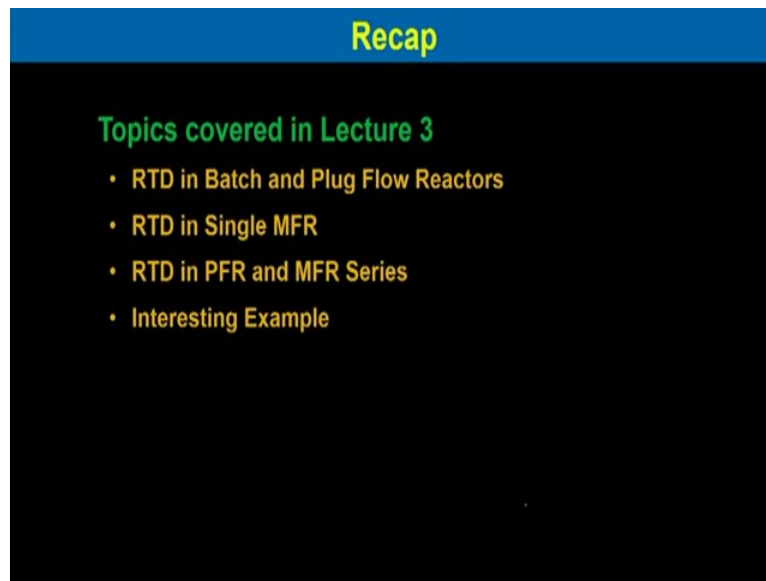 Recap
Topics covered in Lecture 3
• RTD in Batch and Plug Flow Reactors
• RTD in Single MFR
• RTD in PFR and MFR Series
• Interesting Example